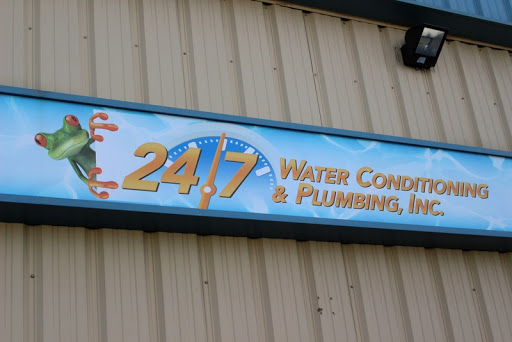 24/7
WATER CONDITIONING
& PLUMBING, INC.